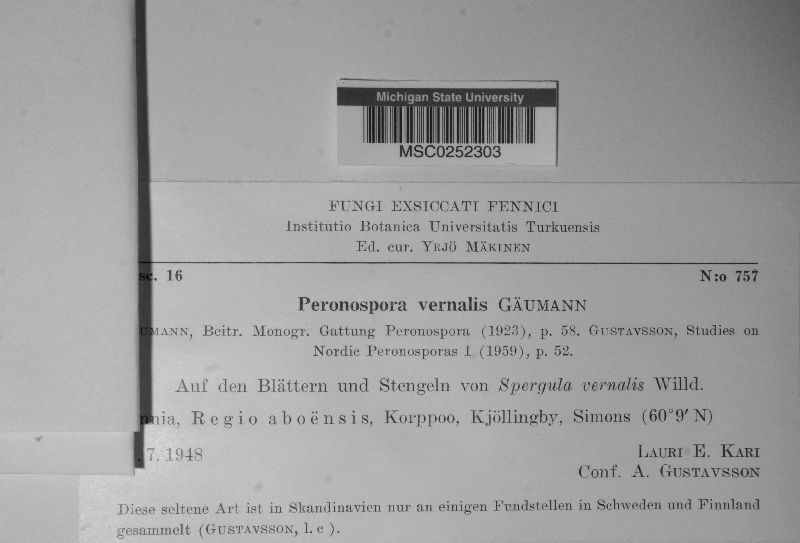 Michigan State University
MSC0252303
FUNGI EXSICCATI FENNICI
Institutio Botanica Universitatis Turkuensis
Ed. cur. YRJÖ MÄKINEN
sc. 16 N:o 757
Peronospora vernalis GÄUMANN
UMANN, Beitr. Monogr. Gattung Peronospora (1923), p. 58. GUSTAVSSON, Studies on
Nordic Peronosporas I (1959), p. 52.
Auf den Blättern und Stengeln von Spergula vernalis Willd.
nnia, Regio aboënsis, Korppoo, Kjöllingby, Simons (60°9′ N)
. 7. 1948 LAURI E. KARI
Conf. A. GUSTAVSSON
Diese seltene Art ist in Skandinavien nur an einigen Fundstellen in Schweden und Finnland
gesammelt (GUSTAVSSON, l. c ).